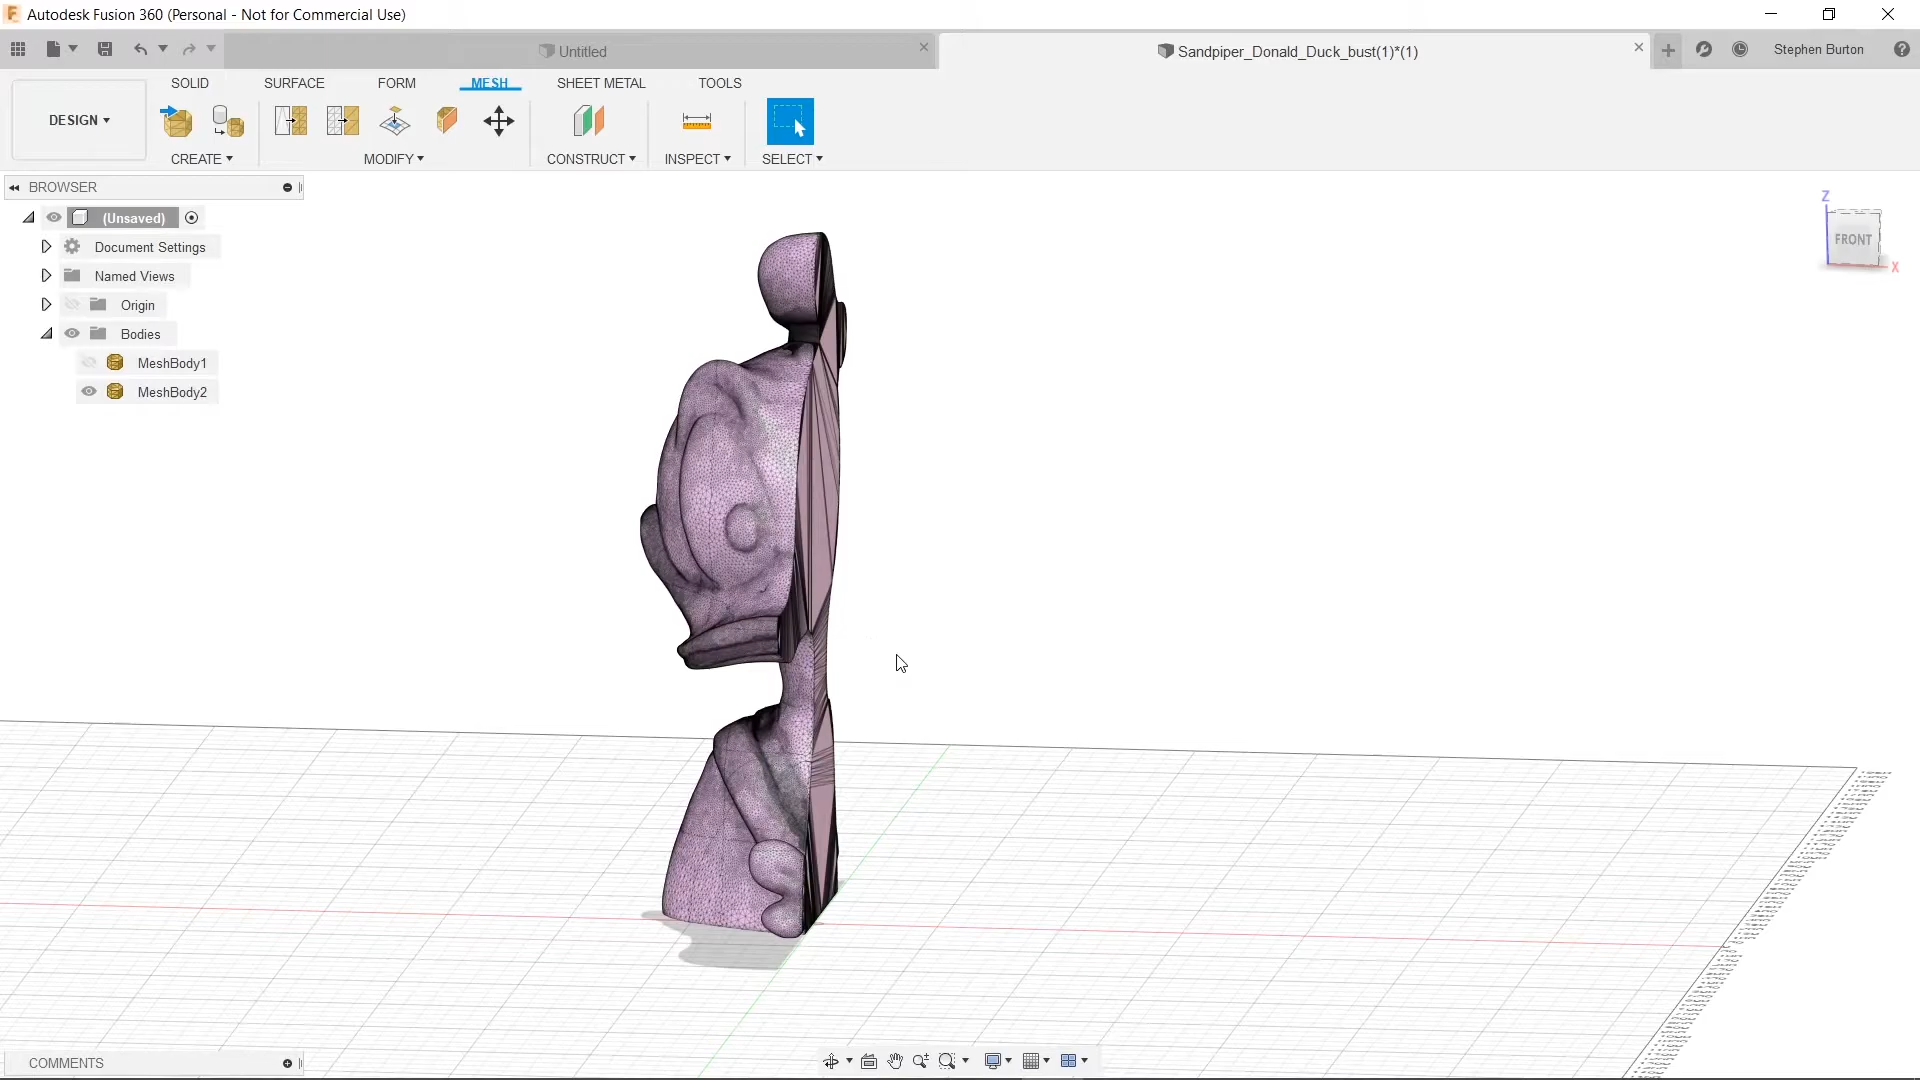 Autodesk Fusion 360 (Personal - Not for Commercial Use)
Untitled
Sandpiper_Donald_Duck_bust(1)*(1)
Stephen Burton
DESIGN
SOLID
SURFACE
FORM
MESH
SHEET METAL
TOOLS
CREATE
MODIFY
CONSTRUCT
INSPECT
SELECT
BROWSER
(Unsaved)
Document Settings
Named Views
Origin
Bodies
MeshBody1
MeshBody2
Z
FRONT
X
COMMENTS